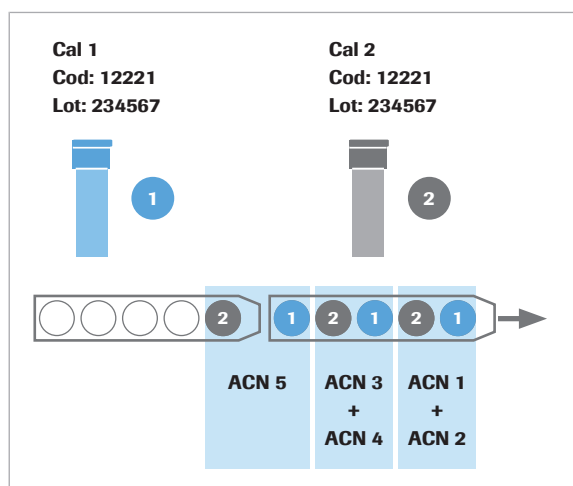 Cal 1
Cod: 12221
Lot: 234567
Cal 2
Cod: 12221
Lot: 234567
1
2
2 1 2 1 2 1
ACN 5
ACN 3
+
ACN 4
ACN 1
+
ACN 2